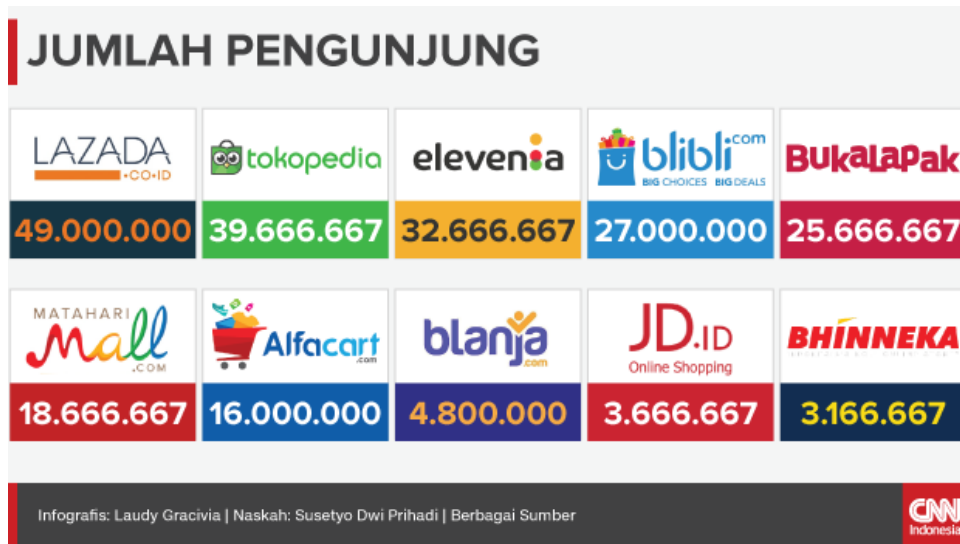 JUMLAH PENGUNJUNG
LAZADA
.CO.ID
49.000.000
tokopedia
39.666.667
elevenia
32.666.667
blibli.com
BIG CHOICES BIG DEALS
27.000.000
BukaLapak
25.666.667
MATAHARI
Mall
.COM
18.666.667
Alfacart
.com
16.000.000
blanja
.com
4.800.000
JD.ID
Online Shopping
3.666.667
BHINNEKA
3.166.667
Infografis: Laudy Gracivia | Naskah: Susetyo Dwi Prihadi | Berbagai Sumber
CNN
Indonesia